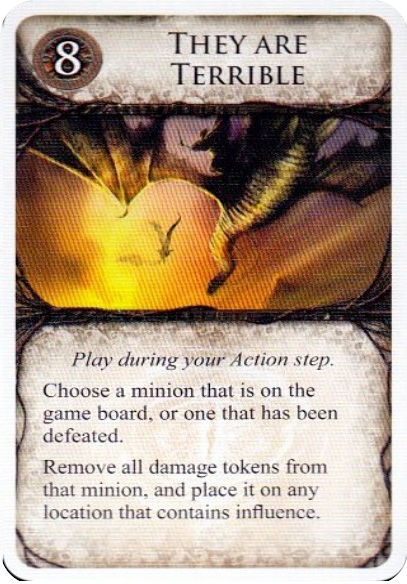 8
THEY ARE
TERRIBLE
Play during your Action step.
Choose a minion that is on the
game board, or one that has been
defeated.
Remove all damage tokens from
that minion, and place it on any
location that contains influence.